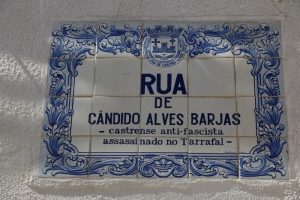 RUA
DE
CÂNDIDO ALVES BARJAS
- castrense anti-fascista
assassinado no Tarrafal -